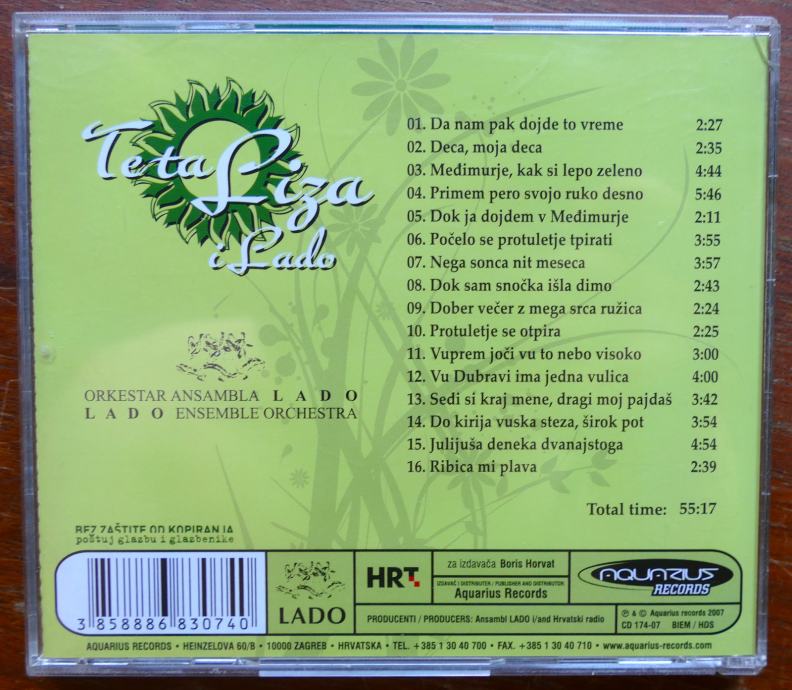 Teta Liza
i Lado
01. Da nam pak dojde to vreme 2:27
02. Deca, moja deca 2:35
03. Međimurje, kak si lepo zeleno 4:44
04. Primem pero svojo ruko desno 5:46
05. Dok ja dojdem v Međimurje 2:11
06. Počelo se protuletje tpirati 3:55
07. Nega sonca nit meseca 3:57
08. Dok sam snočka išla dimo 2:43
09. Dober večer z mega srca ružica 2:24
10. Protuletje se otpira 2:25
11. Vuprem joči vu to nebo visoko 3:00
12. Vu Dubravi ima jedna vulica 4:00
13. Sedi si kraj mene, dragi moj pajdaš 3:42
14. Do kirija vuska steza, širok pot 3:54
15. Julijuša deneka dvanajstoga 4:54
16. Ribica mi plava 2:39
Total time: 55:17
ORKESTAR ANSAMBLA LADO
LADO ENSEMBLE ORCHESTRA
BEZ ZAŠTITE OD KOPIRANJA
poštuj glazbu i glazbenike
3 858886 830740
LADO
HRT
za izdavača Boris Horvat
IZDAVAČ I DISTRIBUTER / PUBLISHER AND DISTRIBUTOR:
Aquarius Records
PRODUCENTI / PRODUCERS: Ansambl LADO i/and Hrvatski radio
AQUARIUS
RECORDS
℗ & © Aquarius records 2007
CD 174-07 BIEM / HDS
AQUARIUS RECORDS • HEINZELOVA 60/B • 10000 ZAGREB • HRVATSKA • TEL. +385 1 30 40 700 • FAX. +385 1 30 40 710 • www.aquarius-records.com